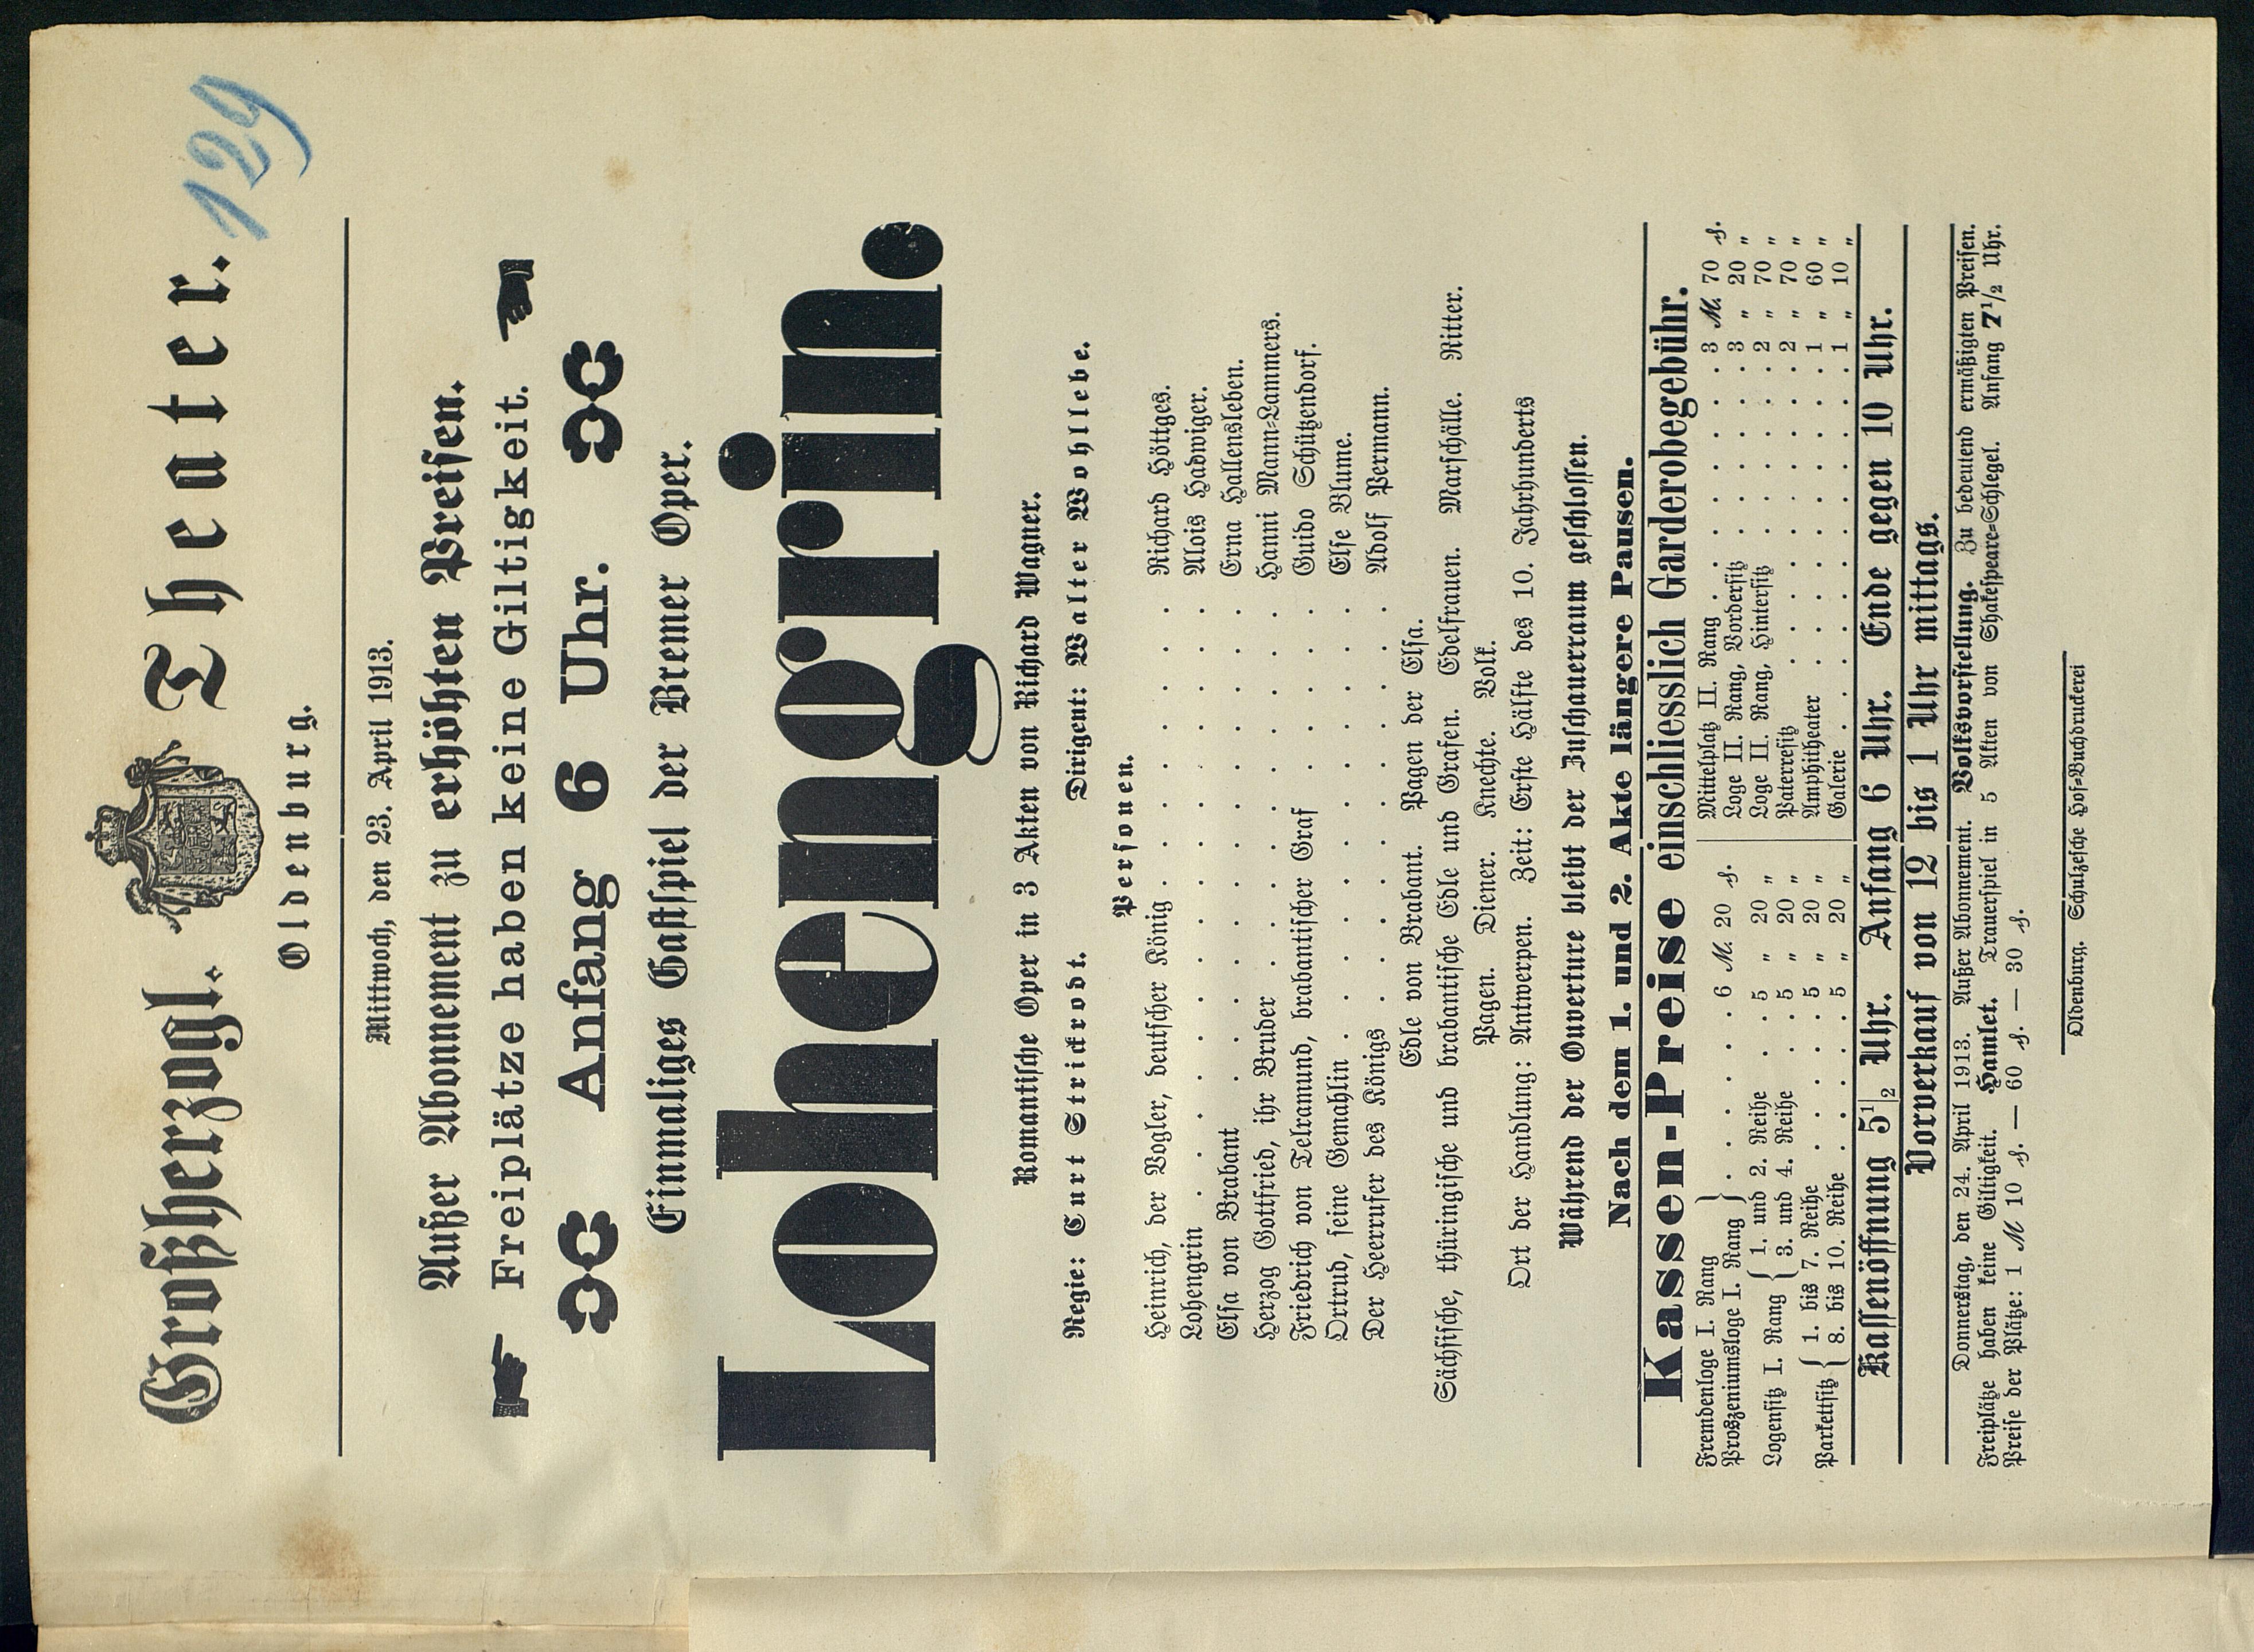 Großherzogl. Theater.
129
Oldenburg.
Mittwoch, den 23. April 1913.
Außer Abonnement zu erhöhten Preisen.
Freiplätze haben keine Giltigkeit.
Anfang 6 Uhr.
Einmaliges Gastspiel der Bremer Oper.
Lohengrin.
Romantische Oper in 3 Akten von Richard Wagner.
Regie: Curt Strickrodt. Dirigent: Walter Wohllebe.
Personen.
Heinrich, der Vogler, deutscher König . . . . . . . . . Richard Höttges.
Lohengrin . . . . . . . . . . . . . . . . Alois Hadwiger.
Elsa von Brabant . . . . . . . . . . . . . . Erna Hallensleben.
Herzog Gottfried, ihr Bruder . . . . . . . . . . . Hanni Mann=Lammers.
Friedrich von Telramund, brabantischer Graf . . . . . . Guido Schützendorf.
Ortrud, seine Gemahlin . . . . . . . . . . . . Else Blume.
Der Heerrufer des Königs . . . . . . . . . . . Adolf Permann.
Edle von Brabant. Pagen der Elsa.
Sächsische, thüringische und brabantische Edle und Grafen. Edelfrauen. Marschälle. Ritter.
Pagen. Diener. Knechte. Volk.
Ort der Handlung: Antwerpen. Zeit: Erste Hälfte des 10. Jahrhunderts
Während der Ouverture bleibt der Zuschauerraum geschlossen.
Nach dem 1. und 2. Akte längere Pausen.
Kassen-Preise einschliesslich Garderobegebühr.
Fremdenloge I. Rang
Proszeniumsloge I. Rang } . . . . . . 6 M. 20 ₰.
Logensitz I. Rang { 1. und 2. Reihe . . 5 „ 20 „
3. und 4. Reihe . . 5 „ 20 „
Parkettsitz { 1. bis 7. Reihe . . . . . 5 „ 20 „
8. bis 10. Reihe . . . . . 5 „ 20 „
Mittelplatz II. Rang . . . . . . . . 3 M. 70 ₰.
Loge II. Rang, Vordersitz . . . . . . 3 „ 20 „
Loge II. Rang, Hintersitz . . . . . . 2 „ 70 „
Paterresitz . . . . . . . . . . 2 „ 70 „
Amphitheater . . . . . . . . . 1 „ 60 „
Galerie . . . . . . . . . . . 1 „ 10 „
Kassenöffnung 5½ Uhr. Anfang 6 Uhr. Ende gegen 10 Uhr.
Vorverkauf von 12 bis 1 Uhr mittags.
Donnerstag, den 24. April 1913. Außer Abonnement. Volksvorstellung. Zu bedeutend ermäßigten Preisen.
Freiplätze haben keine Giltigkeit. Hamlet. Trauerspiel in 5 Akten von Shakespeare=Schlegel. Anfang 7½ Uhr.
Preise der Plätze: 1 M 10 ₰. — 60 ₰. — 30 ₰.
Oldenburg. Schulzesche Hof=Buchdruckerei